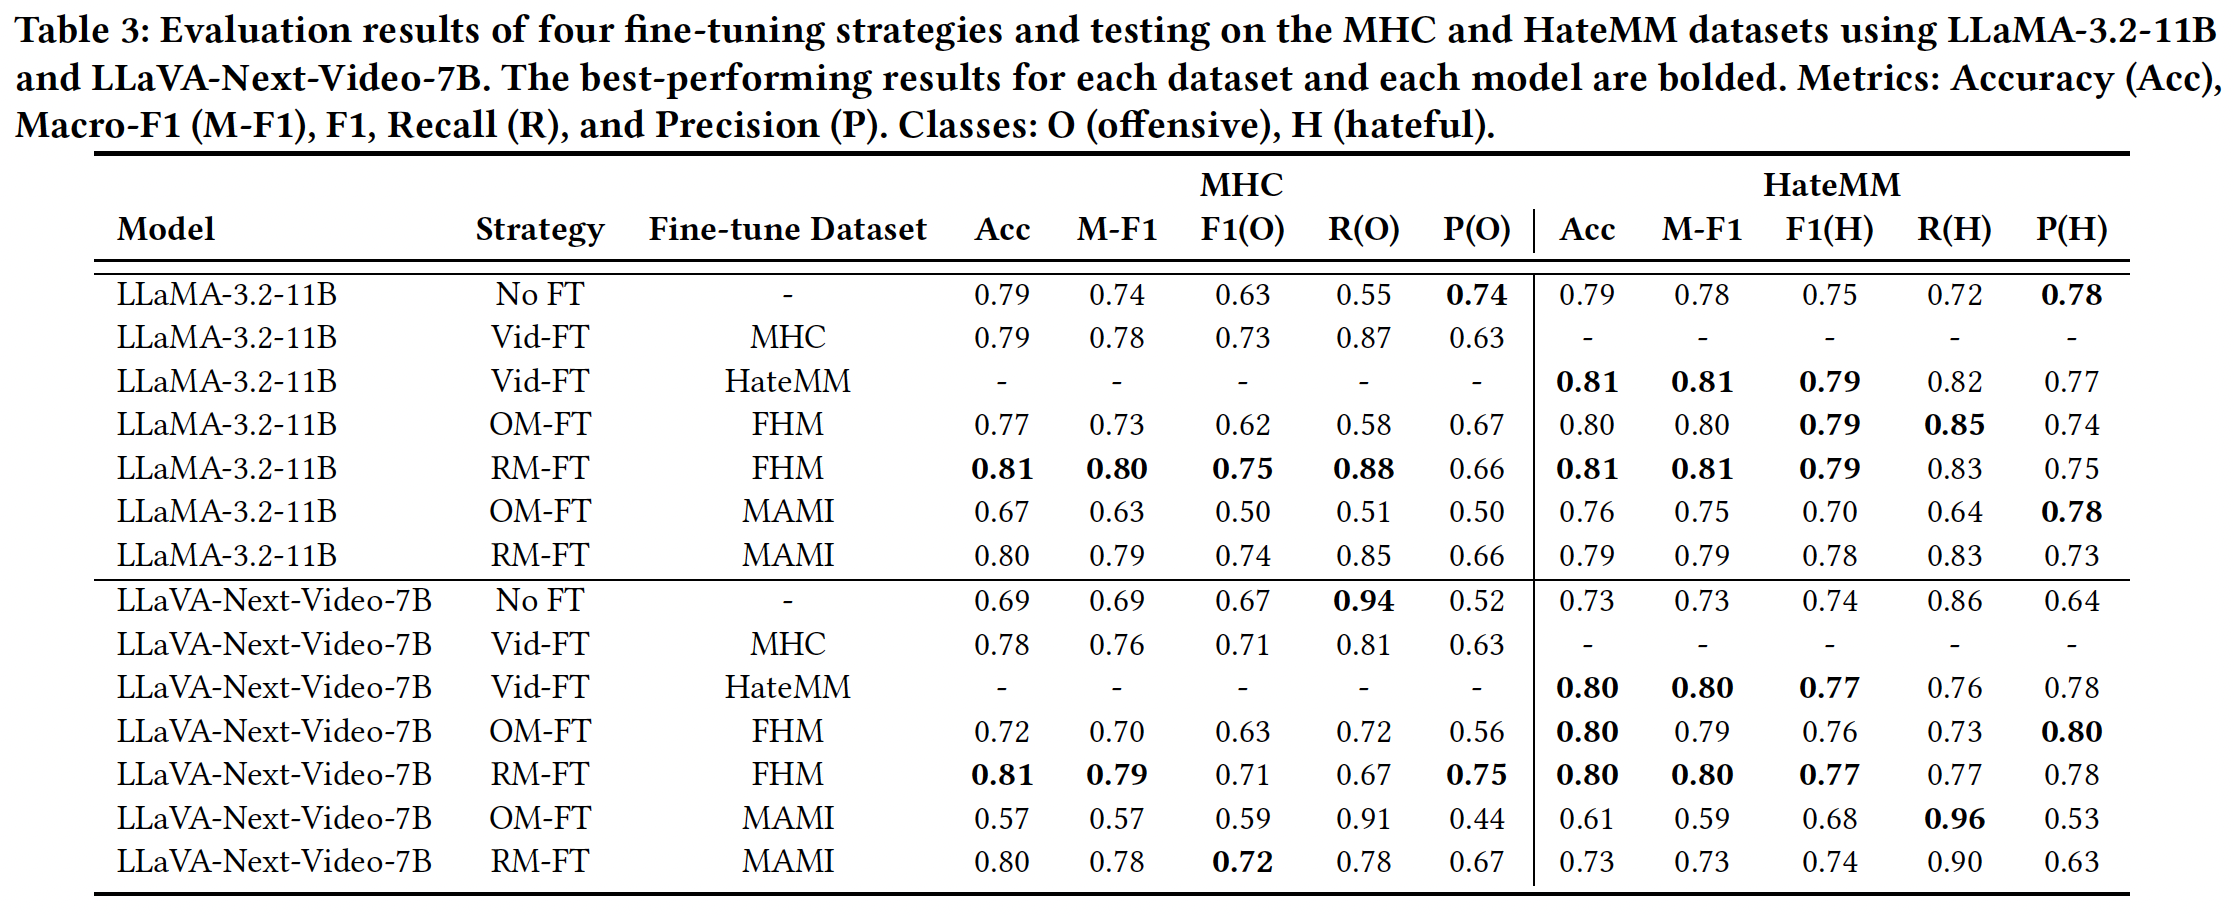 Table 3: Evaluation results of four fine-tuning strategies and testing on the MHC and HateMM datasets using LLaMA-3.2-11B
and LLaVA-Next-Video-7B. The best-performing results for each dataset and each model are bolded. Metrics: Accuracy (Acc),
Macro-F1 (M-F1), F1, Recall (R), and Precision (P). Classes: O (offensive), H (hateful).
MHC HateMM
Model Strategy Fine-tune Dataset Acc M-F1 F1(O) R(O) P(O) Acc M-F1 F1(H) R(H) P(H)
LLaMA-3.2-11B No FT - 0.79 0.74 0.63 0.55 0.74 0.79 0.78 0.75 0.72 0.78
LLaMA-3.2-11B Vid-FT MHC 0.79 0.78 0.73 0.87 0.63 - - - - -
LLaMA-3.2-11B Vid-FT HateMM - - - - - 0.81 0.81 0.79 0.82 0.77
LLaMA-3.2-11B OM-FT FHM 0.77 0.73 0.62 0.58 0.67 0.80 0.80 0.79 0.85 0.74
LLaMA-3.2-11B RM-FT FHM 0.81 0.80 0.75 0.88 0.66 0.81 0.81 0.79 0.83 0.75
LLaMA-3.2-11B OM-FT MAMI 0.67 0.63 0.50 0.51 0.50 0.76 0.75 0.70 0.64 0.78
LLaMA-3.2-11B RM-FT MAMI 0.80 0.79 0.74 0.85 0.66 0.79 0.79 0.78 0.83 0.73
LLaVA-Next-Video-7B No FT - 0.69 0.69 0.67 0.94 0.52 0.73 0.73 0.74 0.86 0.64
LLaVA-Next-Video-7B Vid-FT MHC 0.78 0.76 0.71 0.81 0.63 - - - - -
LLaVA-Next-Video-7B Vid-FT HateMM - - - - - 0.80 0.80 0.77 0.76 0.78
LLaVA-Next-Video-7B OM-FT FHM 0.72 0.70 0.63 0.72 0.56 0.80 0.79 0.76 0.73 0.80
LLaVA-Next-Video-7B RM-FT FHM 0.81 0.79 0.71 0.67 0.75 0.80 0.80 0.77 0.77 0.78
LLaVA-Next-Video-7B OM-FT MAMI 0.57 0.57 0.59 0.91 0.44 0.61 0.59 0.68 0.96 0.53
LLaVA-Next-Video-7B RM-FT MAMI 0.80 0.78 0.72 0.78 0.67 0.73 0.73 0.74 0.90 0.63